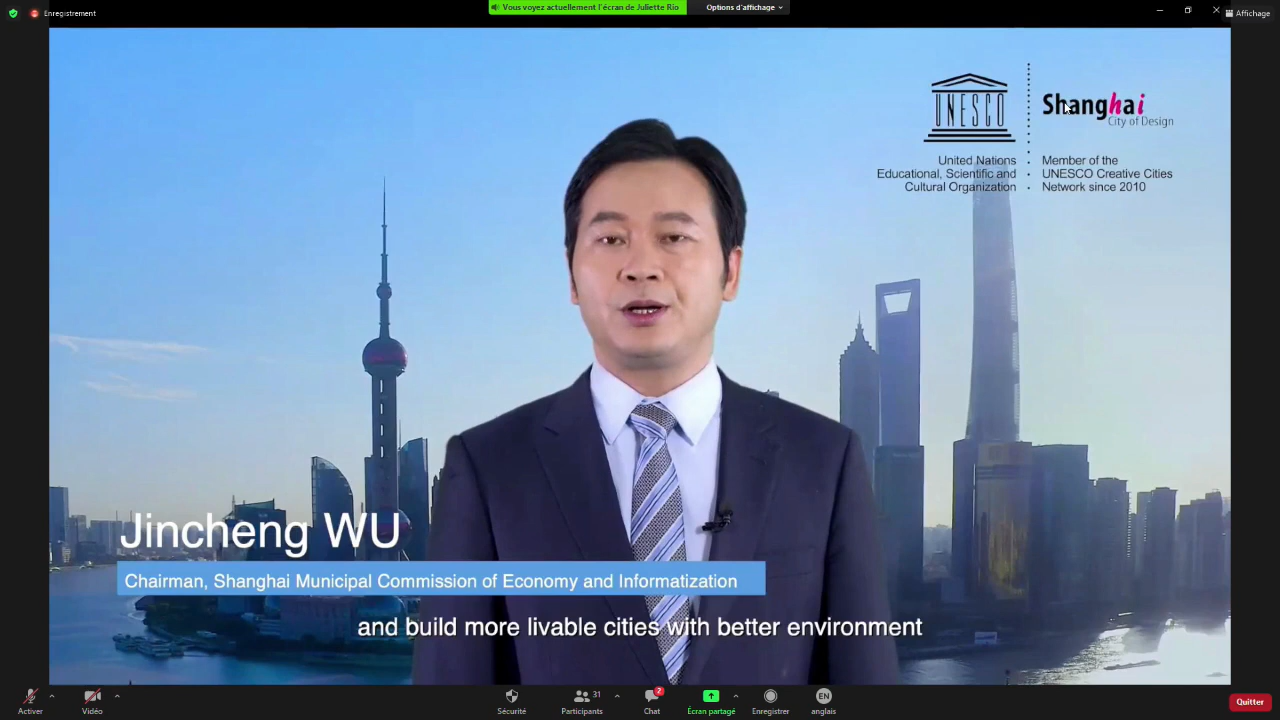 Enregistrement
Vous voyez actuellement l'écran de Juliette Rio
Options d'affichage
Affichage
UNESCO
Shanghai
City of Design
United Nations
Educational, Scientific and
Cultural Organization
Member of the
UNESCO Creative Cities
Network since 2010
Jincheng WU
Chairman, Shanghai Municipal Commission of Economy and Informatization
and build more livable cities with better environment
Activer
Vidéo
Sécurité
31
Participants
2
Chat
Écran partagé
Enregistrer
EN
anglais
Quitter